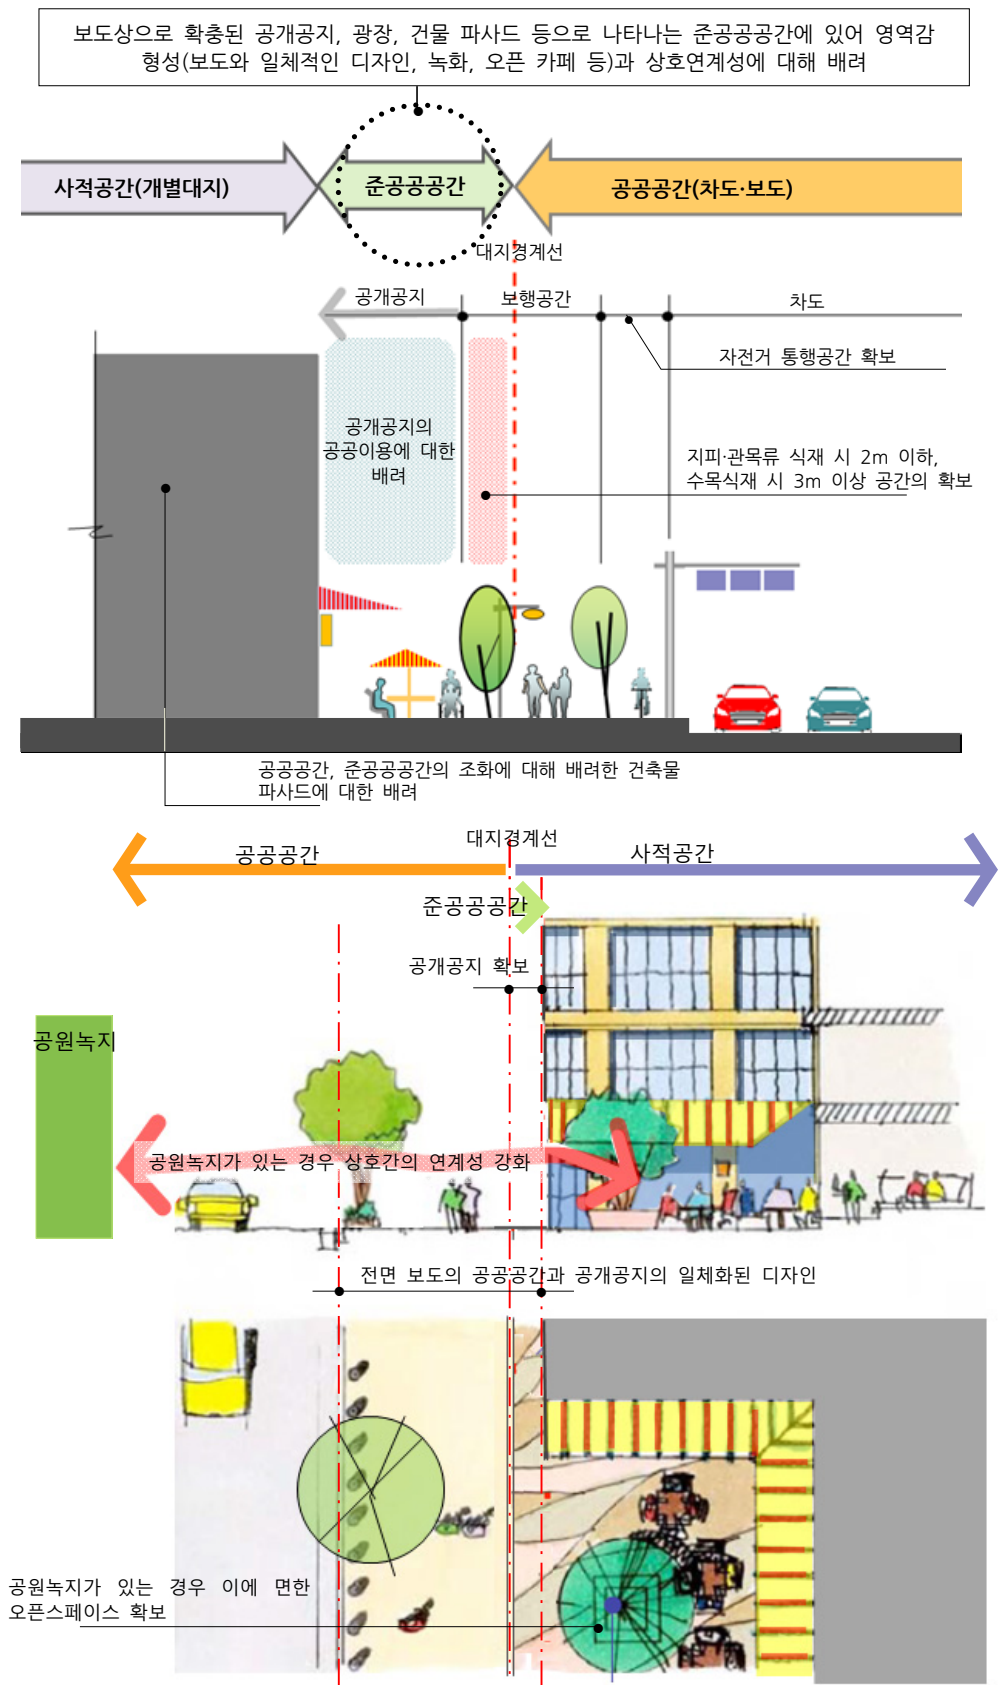 보도상으로 확충된 공개공지, 광장, 건물 파사드 등으로 나타나는 준공공공간에 있어 영역감
형성(보도와 일체적인 디자인, 녹화, 오픈 카페 등)과 상호연계성에 대해 배려
사적공간(개별대지)
준공공공간
공공공간(차도·보도)
대지경계선
공개공지
보행공간
차도
자전거 통행공간 확보
공개공지의
공공이용에 대한
배려
지피·관목류 식재 시 2m 이하,
수목식재 시 3m 이상 공간의 확보
공공공간, 준공공공간의 조화에 대해 배려한 건축물
파사드에 대한 배려
대지경계선
공공공간
사적공간
준공공공간
공개공지 확보
공원녹지
공원녹지가 있는 경우 상호간의 연계성 강화
전면 보도의 공공공간과 공개공지의 일체화된 디자인
공원녹지가 있는 경우 이에 면한
오픈스페이스 확보